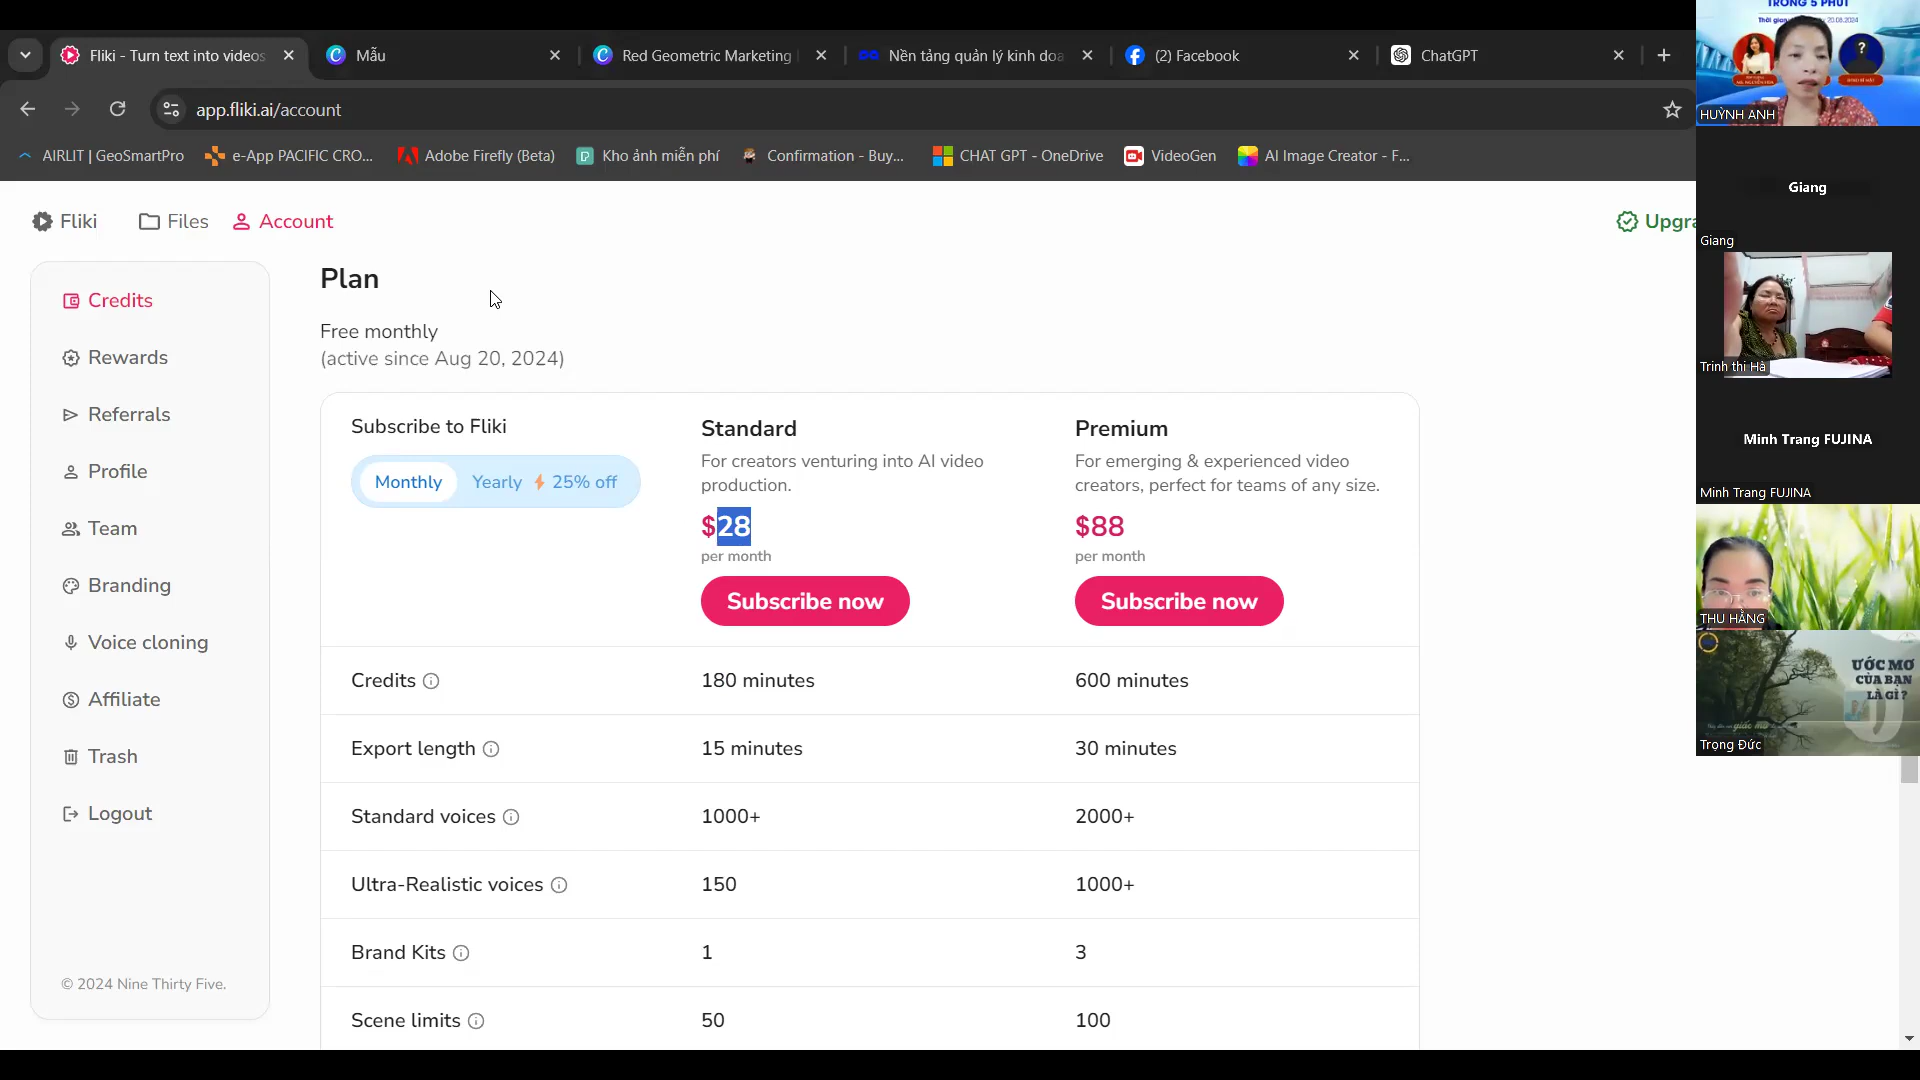 Fliki - Turn text into videos
Mẫu
Red Geometric Marketing
Nền tảng quản lý kinh doa
(2) Facebook
ChatGPT
app.fliki.ai/account
AIRLIT | GeoSmartPro
e-App PACIFIC CRO...
Adobe Firefly (Beta)
Kho ảnh miễn phí
Confirmation - Buy...
CHAT GPT - OneDrive
VideoGen
AI Image Creator - F...
Fliki
Files
Account
Upgra
Credits
Rewards
Referrals
Profile
Team
Branding
Voice cloning
Affiliate
Trash
Logout
© 2024 Nine Thirty Five.
Plan
Free monthly
(active since Aug 20, 2024)
Subscribe to Fliki
Monthly
Yearly 25% off
Standard
For creators venturing into AI video
production.
$28
per month
Subscribe now
Premium
For emerging & experienced video
creators, perfect for teams of any size.
$88
per month
Subscribe now
Credits 180 minutes 600 minutes
Export length 15 minutes 30 minutes
Standard voices 1000+ 2000+
Ultra-Realistic voices 150 1000+
Brand Kits 1 3
Scene limits 50 100
TRONG 5 PHÚT
HUỲNH ANH
Giang
Giang
Trinh thi Hà
Minh Trang FUJINA
Minh Trang FUJINA
THU HẰNG
ƯỚC MƠ
CỦA BẠN
LÀ GÌ ?
Trọng Đức